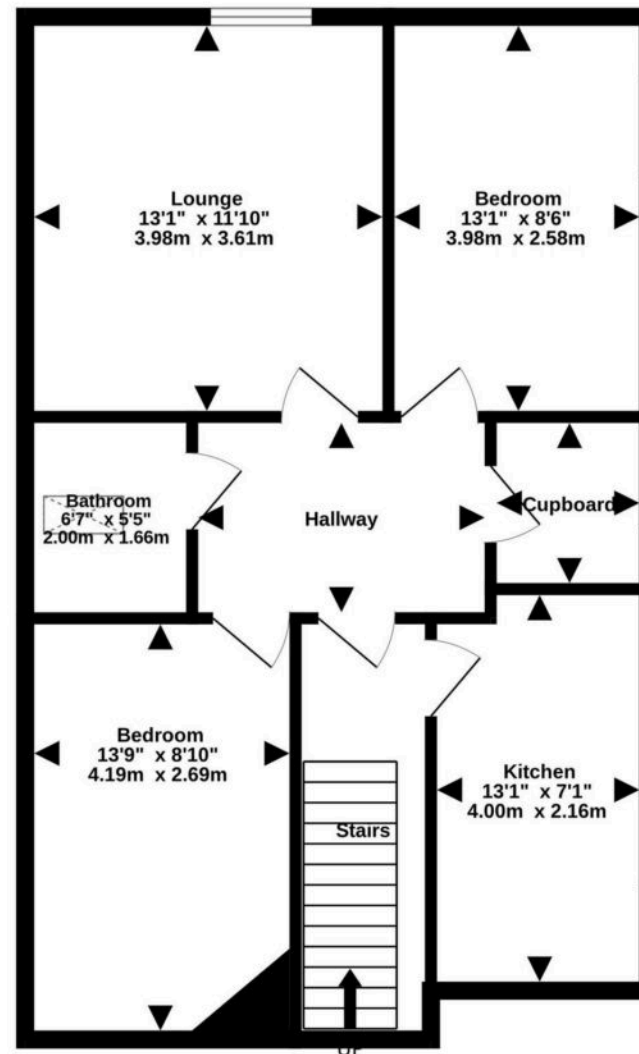 Lounge
13'1" x 11'10"
3.98m x 3.61m
Bedroom
13'1" x 8'6"
3.98m x 2.58m
Bathroom
6'7" x 5'5"
2.00m x 1.66m
Hallway
Cupboard
Bedroom
13'9" x 8'10"
4.19m x 2.69m
Kitchen
13'1" x 7'1"
4.00m x 2.16m
Stairs
UP